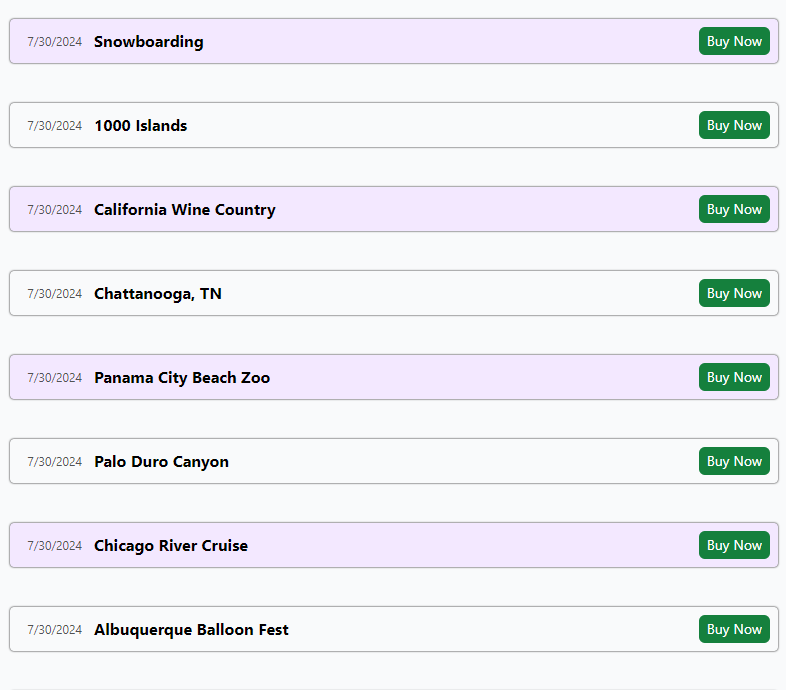 7/30/2024 Snowboarding Buy Now
7/30/2024 1000 Islands Buy Now
7/30/2024 California Wine Country Buy Now
7/30/2024 Chattanooga, TN Buy Now
7/30/2024 Panama City Beach Zoo Buy Now
7/30/2024 Palo Duro Canyon Buy Now
7/30/2024 Chicago River Cruise Buy Now
7/30/2024 Albuquerque Balloon Fest Buy Now